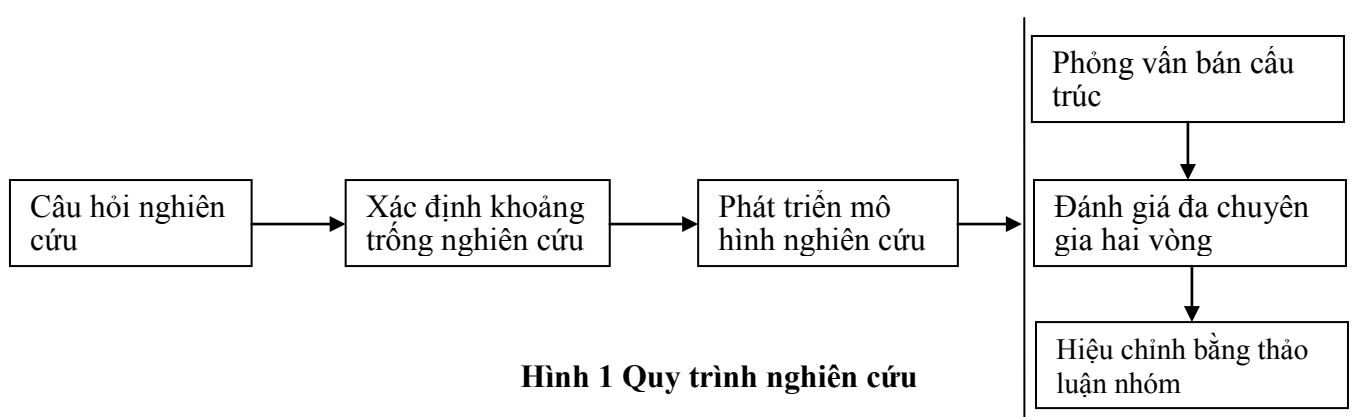 Câu hỏi nghiên
cứu
Xác định khoảng
trống nghiên cứu
Phát triển mô
hình nghiên cứu
Phỏng vấn bán cấu
trúc
Đánh giá đa chuyên
gia hai vòng
Hiệu chỉnh bằng thảo
luận nhóm
Hình 1 Quy trình nghiên cứu